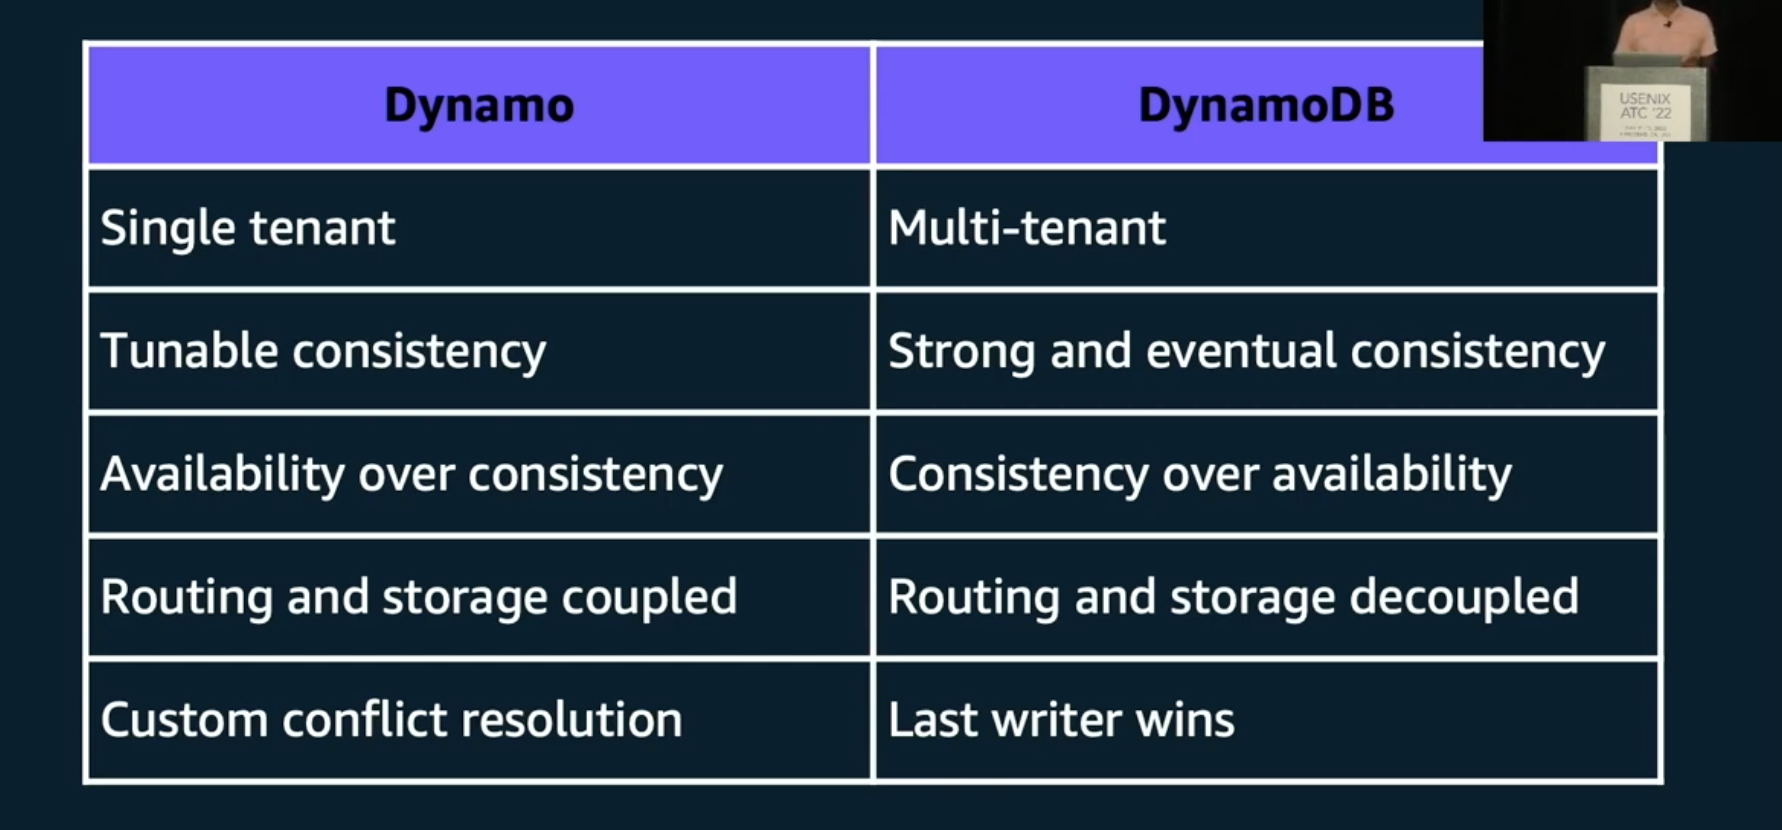 Dynamo
DynamoDB
USENIX
ATC '22
Single tenant
Multi-tenant
Tunable consistency
Strong and eventual consistency
Availability over consistency
Consistency over availability
Routing and storage coupled
Routing and storage decoupled
Custom conflict resolution
Last writer wins